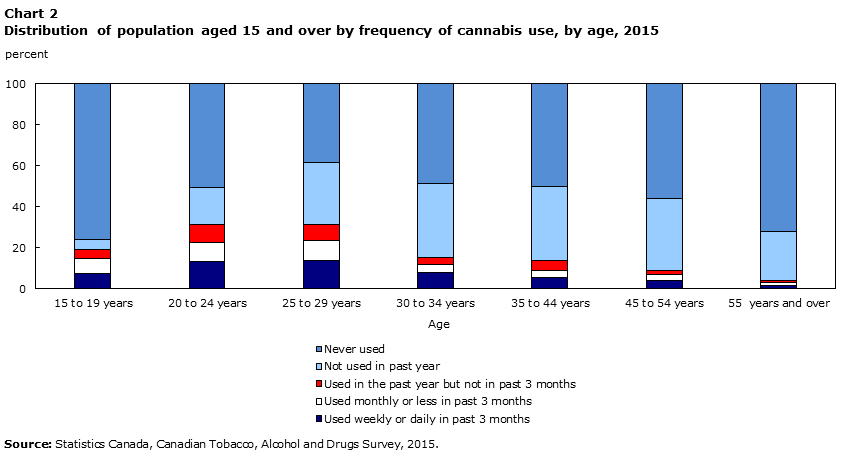 Chart 2
Distribution of population aged 15 and over by frequency of cannabis use, by age, 2015
percent
100
80
60
40
20
0
15 to 19 years 20 to 24 years 25 to 29 years 30 to 34 years 35 to 44 years 45 to 54 years 55 years and over
Age
Never used
Not used in past year
Used in the past year but not in past 3 months
Used monthly or less in past 3 months
Used weekly or daily in past 3 months
Source: Statistics Canada, Canadian Tobacco, Alcohol and Drugs Survey, 2015.